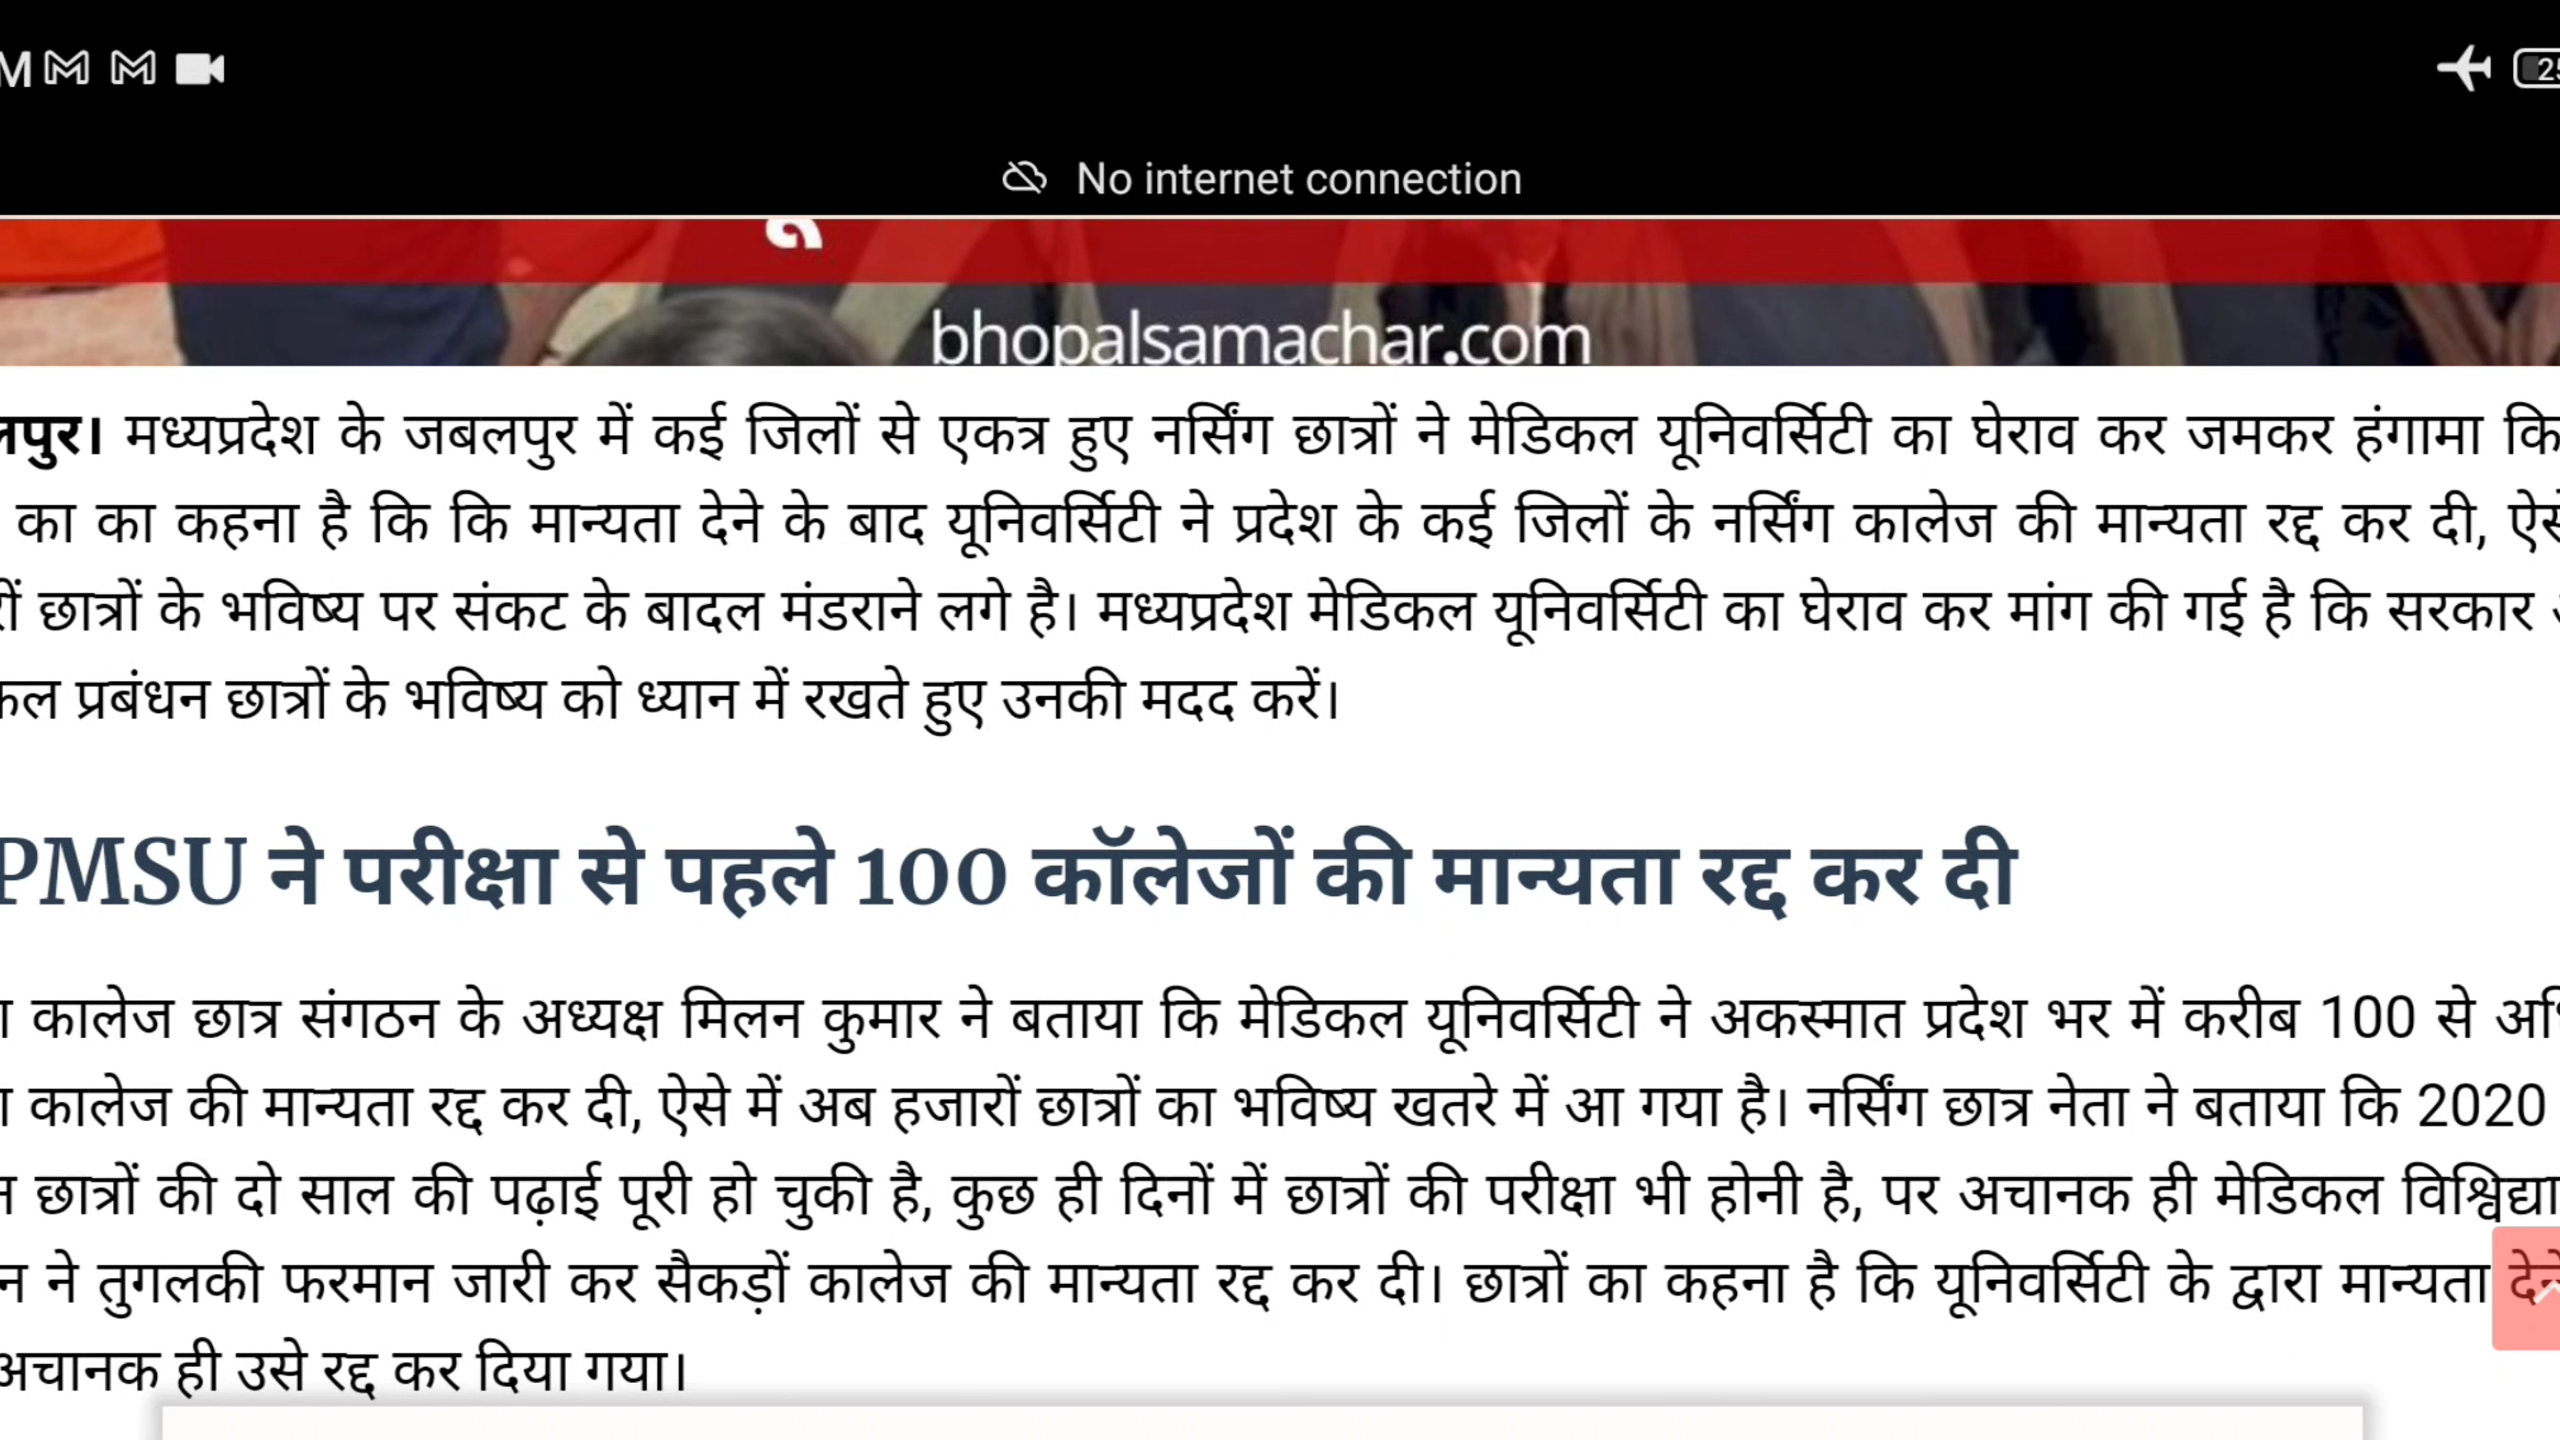 No internet connection
bhopalsamachar.com
मध्यप्रदेश के जबलपुर में कई जिलों से एकत्र हुए नर्सिंग छात्रों ने मेडिकल यूनिवर्सिटी का घेराव कर जमकर हंगामा
का का कहना है कि कि मान्यता देने के बाद यूनिवर्सिटी ने प्रदेश के कई जिलों के नर्सिंग कालेज की मान्यता रद्द कर दी,
छात्रों के भविष्य पर संकट के बादल मंडराने लगे है। मध्यप्रदेश मेडिकल यूनिवर्सिटी का घेराव कर मांग की गई है कि सरकार
प्रबंधन छात्रों के भविष्य को ध्यान में रखते हुए उनकी मदद करें।
PMSU ने परीक्षा से पहले 100 कॉलेजों की मान्यता रद्द कर दी
कालेज छात्र संगठन के अध्यक्ष मिलन कुमार ने बताया कि मेडिकल यूनिवर्सिटी ने अकस्मात प्रदेश भर में करीब 100 से
कालेज की मान्यता रद्द कर दी, ऐसे में अब हजारों छात्रों का भविष्य खतरे में आ गया है। नर्सिंग छात्र नेता ने बताया कि 2020
छात्रों की दो साल की पढ़ाई पूरी हो चुकी है, कुछ ही दिनों में छात्रों की परीक्षा भी होनी है, पर अचानक ही मेडिकल
ने तुगलकी फरमान जारी कर सैकड़ों कालेज की मान्यता रद्द कर दी। छात्रों का कहना है कि यूनिवर्सिटी के द्वारा मान्यता
अचानक ही उसे रद्द कर दिया गया।